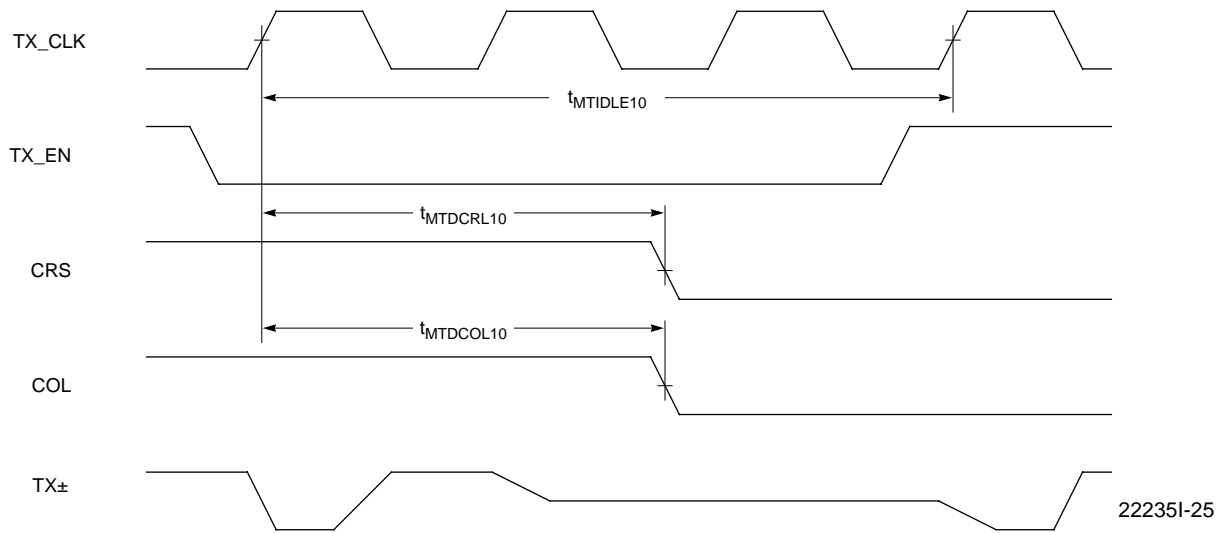 TX_CLK
tMTIDLE10
TX_EN
tMTDCRL10
CRS
tMTDCOL10
COL
TX±
22235I-25